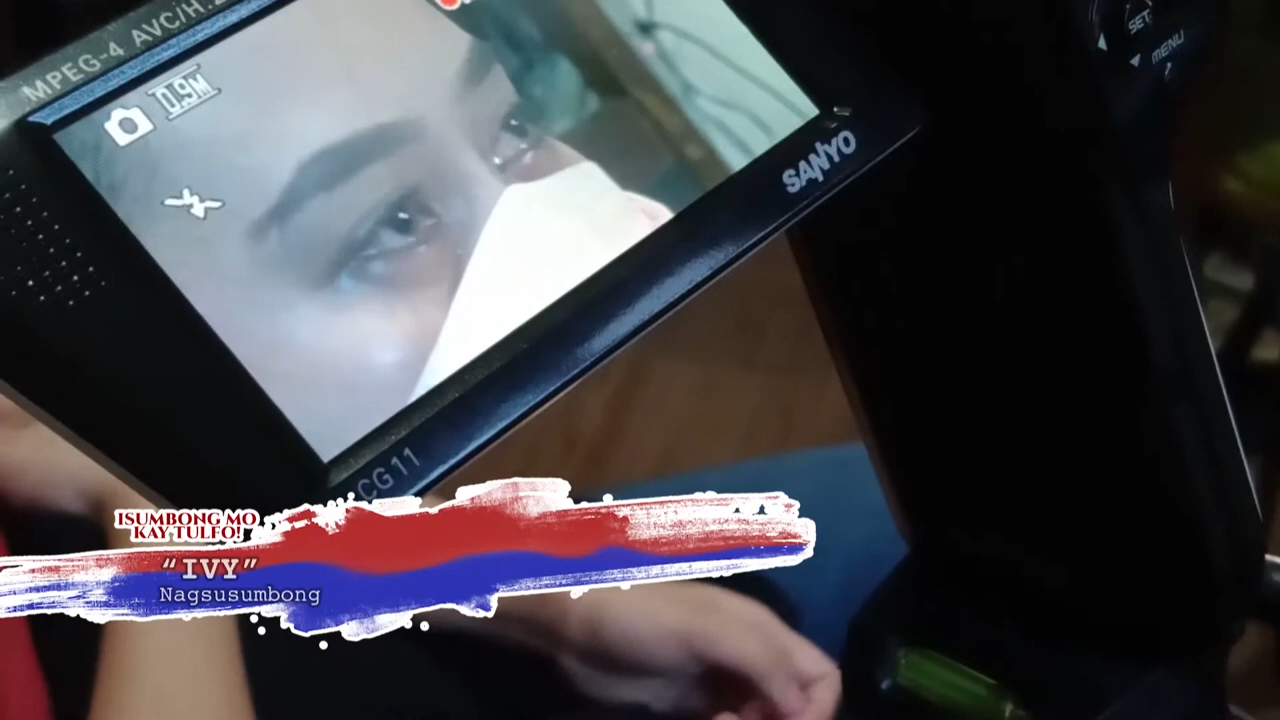 MPEG-4 AVC/H.2
0.9M
SET
MENU
SANYO
CG11
ISUMBONG MO
KAY TULFO!
"IVY"
Nagsusumbong